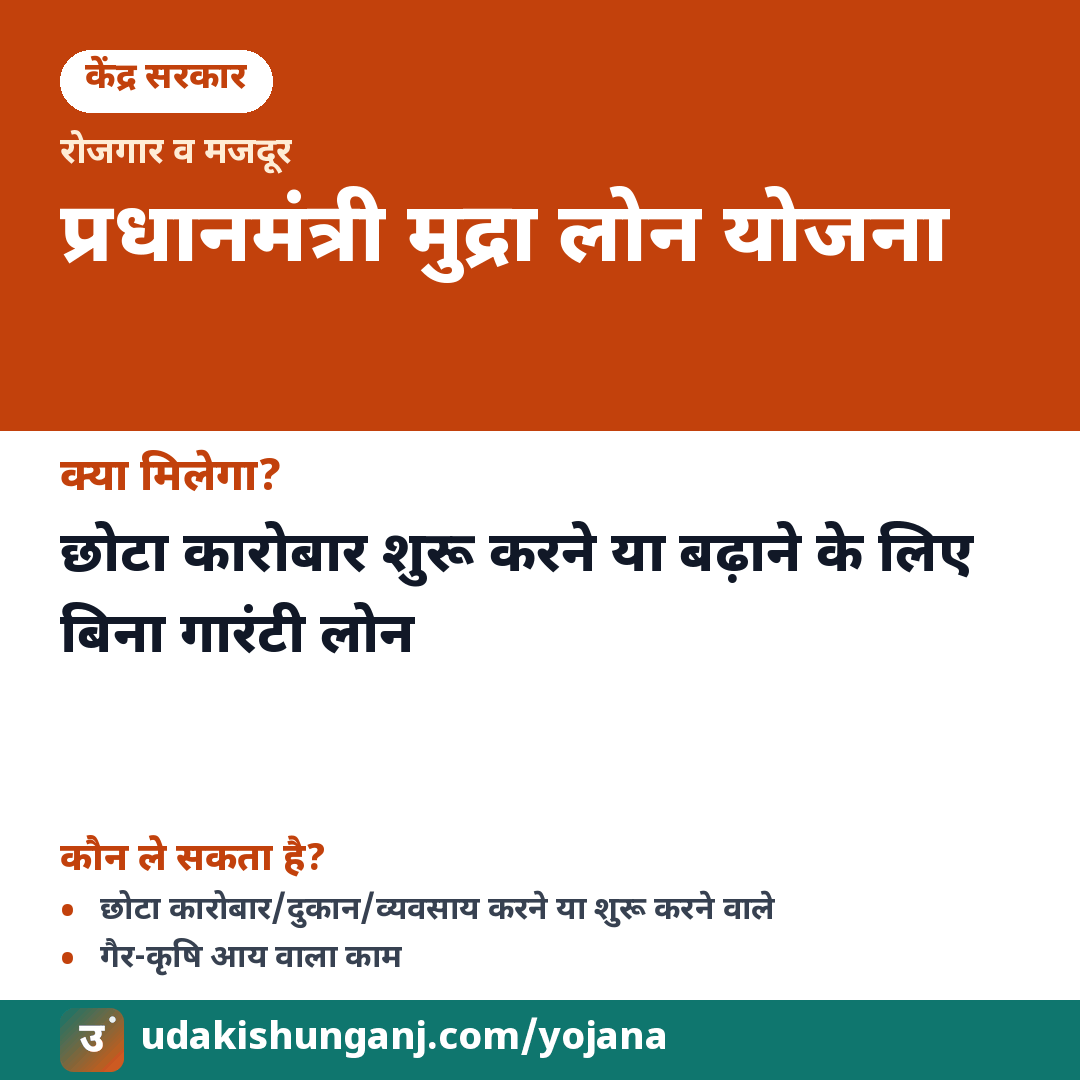 केंद्र सरकार
रोजगार व मजदूर
प्रधानमंत्री मुद्रा लोन योजना
क्या मिलेगा?
छोटा कारोबार शुरू करने या बढ़ाने के लिए
बिना गारंटी लोन
कौन ले सकता है?
• छोटा कारोबार/दुकान/व्यवसाय करने या शुरू करने वाले
• गैर-कृषि आय वाला काम
उ udakishunganj.com/yojana